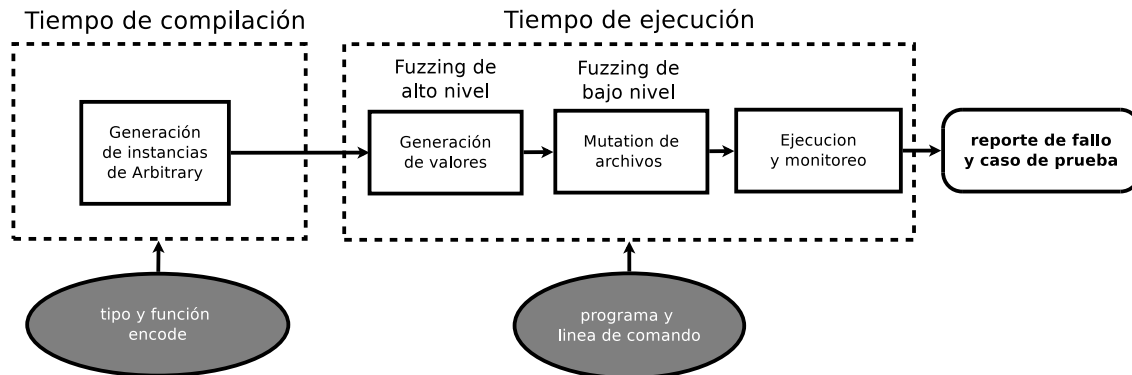 Tiempo de compilación
Tiempo de ejecución
Fuzzing de
alto nivel
Fuzzing de
bajo nivel
Generación
de instancias
de Arbitrary
Generación
de valores
Mutation de
archivos
Ejecucion
y monitoreo
reporte de fallo
y caso de prueba
tipo y función
encode
programa y
linea de comando